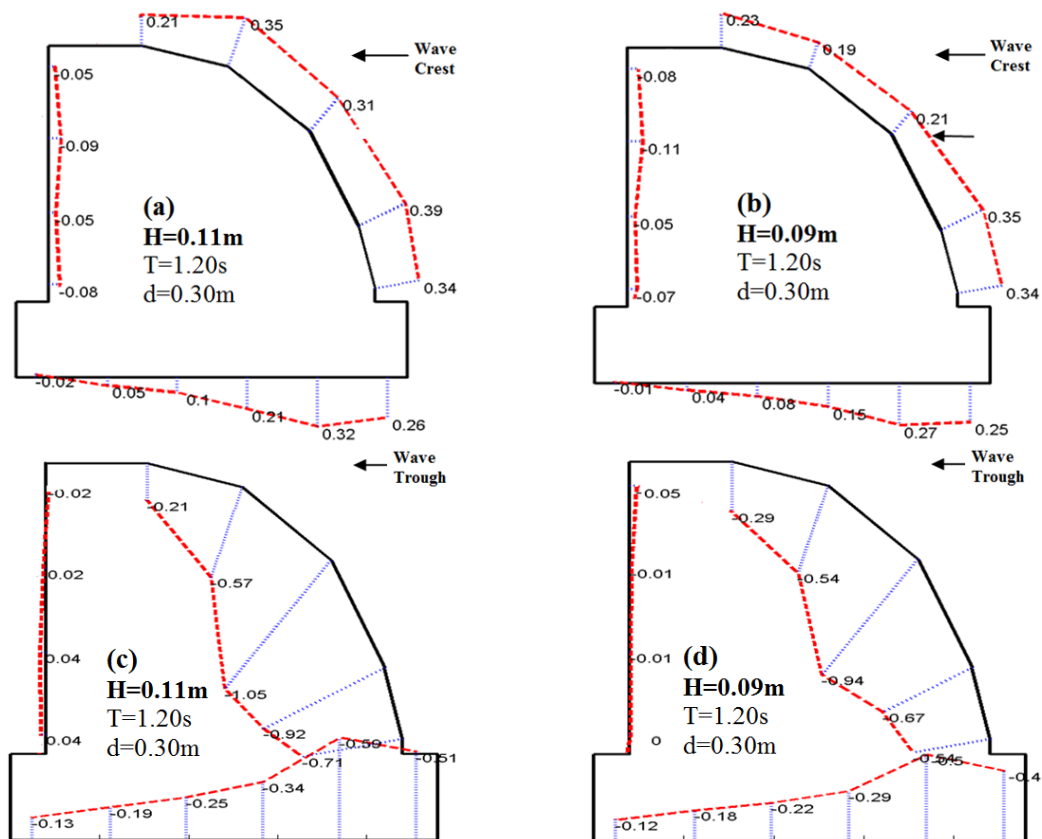 0.21
0.35
Wave
Crest
-0.05
0.31
-0.09
(a)
H=0.11m
T=1.20s
d=0.30m
0.39
-0.05
-0.08
0.34
-0.02
0.05
0.1
0.21
0.32
0.26
0.23
0.19
Wave
Crest
-0.08
0.21
-0.11
(b)
H=0.09m
T=1.20s
d=0.30m
0.35
-0.05
-0.07
0.34
-0.01
0.04
0.08
0.15
0.27
0.25
Wave
Trough
-0.02
-0.21
0.02
-0.57
0.04
(c)
H=0.11m
T=1.20s
d=0.30m
-1.05
-0.92
0.04
-0.71
-0.59
-0.51
-0.34
-0.25
-0.19
-0.13
Wave
Trough
-0.05
-0.29
-0.01
-0.54
-0.01
(d)
H=0.09m
T=1.20s
d=0.30m
-0.94
-0.67
0
-0.54
-0.5
-0.4
-0.29
-0.22
-0.18
-0.12